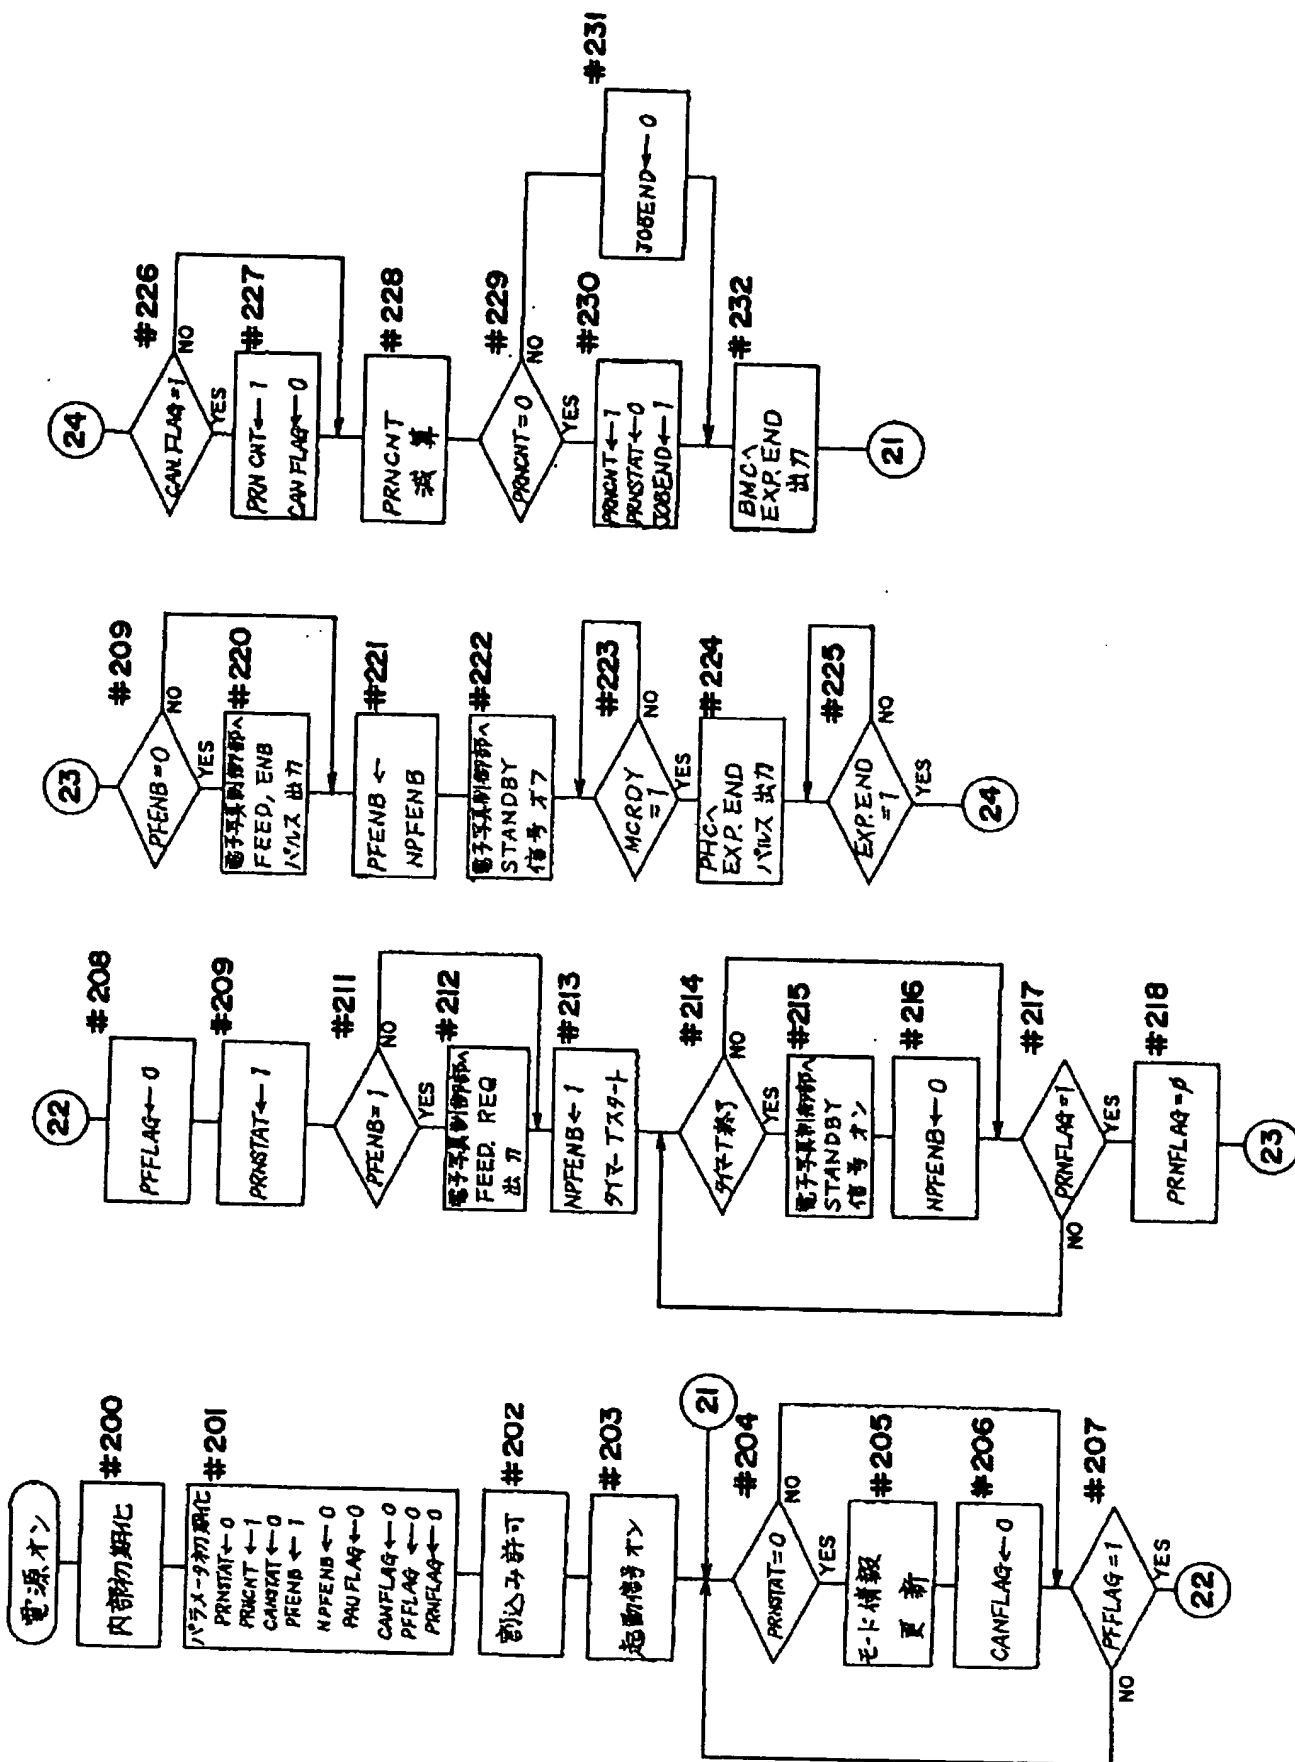 電源オン
内部初期化
#200
パラメータ初期化
PRNSTAT←0
PRNCNT←1
CANSTAT←0
PFENB←1
NPFENB←0
PAUFLAG←0
CANFLAG←0
PFFLAG←0
PRNFLAG←0
#201
割込み許可
#202
起動信号オン
#203
21
PRNSTAT=0
#204
NO
YES
モード情報
更新
#205
CANFLAG←0
#206
PFFLAG=1
#207
NO
YES
22
22
PFFLAG←0
#208
PRNSTAT←1
#209
PFENB=1
#211
NO
YES
電子写真制御部へ
FEED. REQ
出力
#212
NPFENB←1
タイマーTスタート
#213
タイマT終了
#214
NO
YES
電子写真制御部へ
STANDBY
信号オン
#215
NPFENB←0
#216
PRNFLAG=1
#217
NO
YES
PRNFLAG=φ
#218
23
23
PFENB=0
#209
NO
YES
電子写真制御部へ
FEED, ENB
パルス出力
#220
PFENB←
NPFENB
#221
電子写真制御部へ
STANDBY
信号オフ
#222
MCRDY
=1
#223
NO
YES
PHCへ
EXP. END
パルス出力
#224
EXP.END
=1
#225
NO
YES
24
24
CANFLAG=1
#226
NO
YES
PRNCNT←1
CANFLAG←0
#227
PRNCNT
減算
#228
PRNCNT=0
#229
NO
YES
PRNCNT←1
PRNSTAT←0
JOBEND←1
#230
JOBEND←0
#231
BMCへ
EXP. END
出力
#232
21